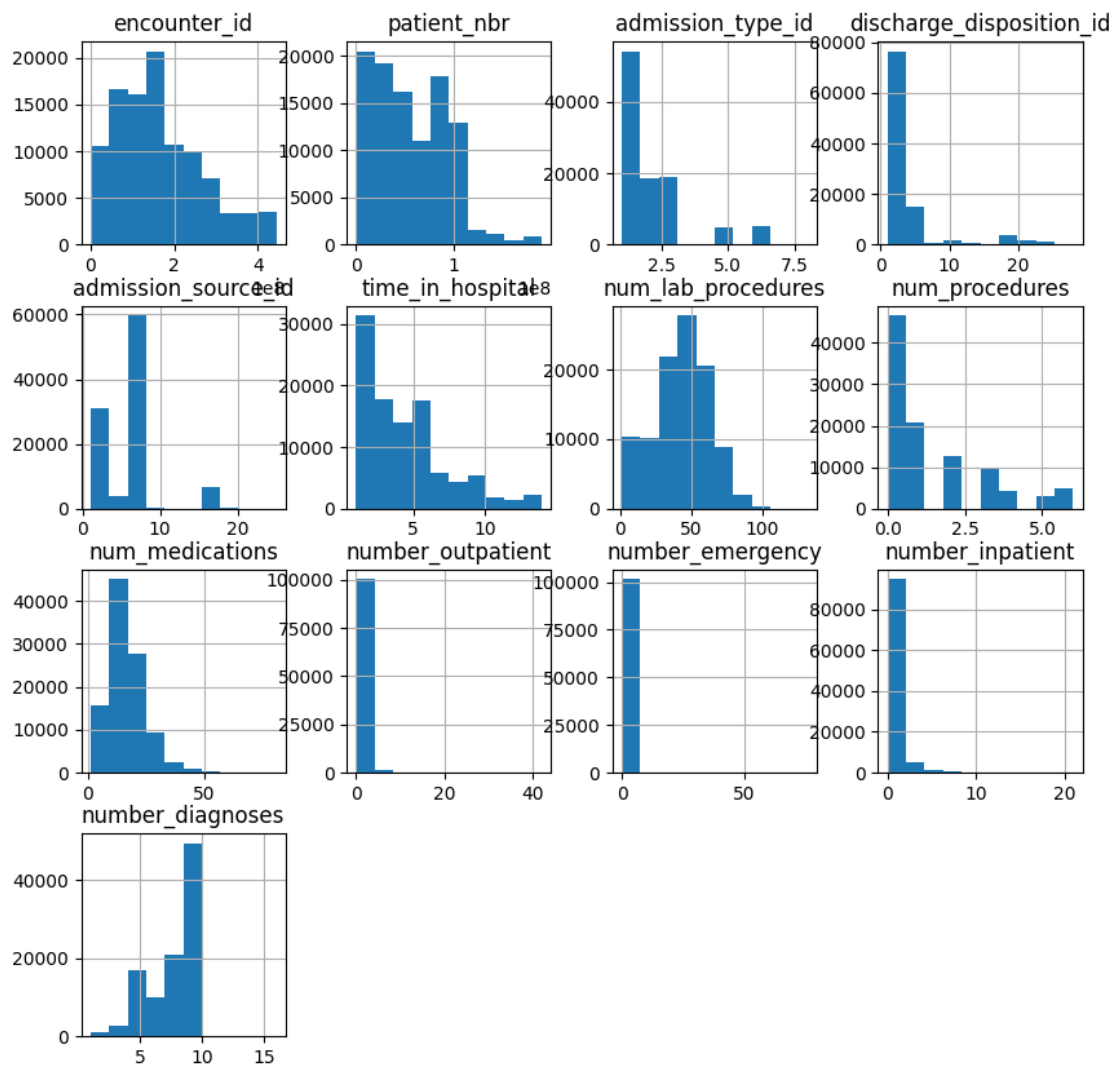 encounter_id
20000
15000
10000
5000
0
0 2 4
1e8
patient_nbr
20000
15000
10000
5000
0
0 1
1e8
admission_type_id
40000
20000
0
2.5 5.0 7.5
discharge_disposition_id
80000
60000
40000
20000
0
0 10 20
admission_source_id
60000
40000
20000
0
0 10 20
time_in_hospital
30000
20000
10000
0
5 10
num_lab_procedures
20000
10000
0
0 50 100
num_procedures
40000
30000
20000
10000
0
0.0 2.5 5.0
num_medications
40000
30000
20000
10000
0
0 50
number_outpatient
100000
75000
50000
25000
0
0 20 40
number_emergency
100000
75000
50000
25000
0
0 50
number_inpatient
80000
60000
40000
20000
0
0 10 20
number_diagnoses
40000
20000
0
5 10 15